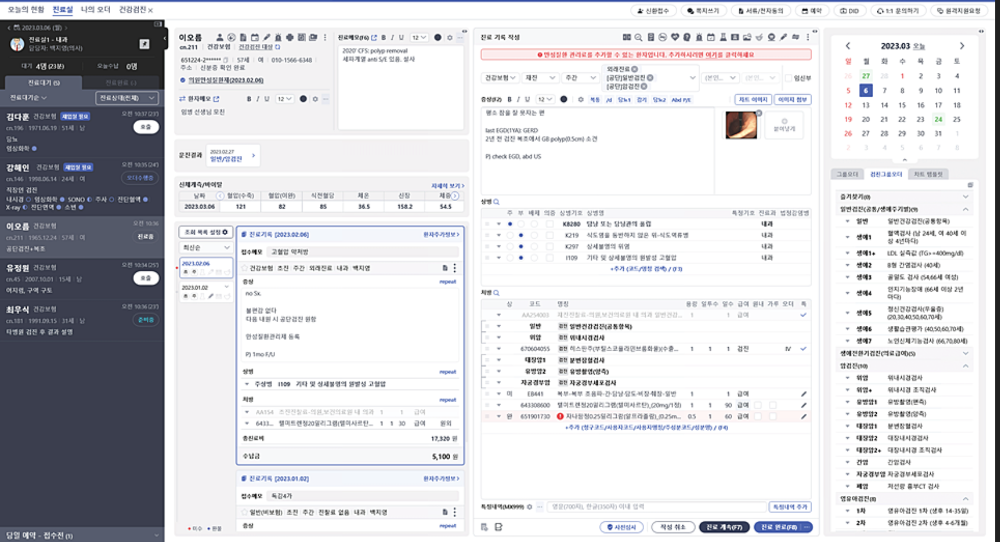 오늘의 현황 진료실 나의 오더 건강검진 ×
신환접수 쪽지쓰기 서류/전자동의 예약 DID 1:1 문의하기 원격지원요청
< 2023.03.06 (월) >
진료실1 - 내과
담당자: 백지영(의사)
대기 4명 (23분) 오늘수납 0명
진료대기 (5) 진료완료 (-)
진료대기순 진료상태(전체)
김다훈 건강보험 재입실 필요 오전 10:37(23')
cn.196 1971.06.19 51세 남 호출
당뇨
임상화학
강해인 건강보험 재입실 필요 오전 10:35(24')
cn.146 1998.06.14 24세 여 오더수행중
직장인 검진
내시경 임상화학 SONO 주사 진단혈액
X-ray 진단면역 소변
이오름 건강보험 오전 10:36
cn.211 1965.12.24 57세 여 진료중
공단검진+복초
유정원 건강보험 오전 10:34(25')
cn.45 2007.10.01 15세 남 호출
어지럼, 구역 구토
최우식 건강보험 오전 10:36(23')
cn.181 1991.09.15 31세 남 준비중
타병원 검진 후 결과 설명
당일 예약 - 접수전 (1)
이오름
cn.211 건강보험 건강검진 대상
651224-2****** 57세 여 010-1566-6348
주소 신분증 확인 완료
의원만성질환제(2023.02.06)
환자메모 B I U 12
엄병 선생님 모친
진료메모(F6) B I U 12
2020' CFS: polyp removal
세파계열 anti S/E 있음. 설사
문진결과 2023.02.27
일반/암검진 >
신체계측/바이탈 자세히 보기 >
날짜 혈압(수축) 혈압(이완) 식전혈당 체온 신장 체중
2023.03.06 121 82 85 36.5 158.2 54.5
조회 목록 설정
최신순
2023.02.06
2023.01.02
미수 환불
진료기록 [2023.02.06] 환자추가정보 >
접수메모 고혈압 약처방
건강보험 초진 주간 외래진료 내과 백지영
증상 repeat
no Sx.
불편감 없다
다음 내원 시 공단검진 원함
만성질환관리제 등록
P) 1mo F/U
상병 repeat
주상병 I109 기타 및 상세불명의 원발성 고혈압
처방 repeat
AA154 초진진찰료-의원,보건의료원 내 의과 1 1 급여
6433... 텔미트렌정20밀리그램(텔미사르탄... 1 1 30 급여 원외
총진료비 17,320 원
수납금 5,100 원
진료기록 [2023.01.02] 환자추가정보 >
접수메모 독감4가
일반(비보험) 초진 주간 진찰료 없음 내과 백지영
증상 repeat
진료 기록 작성
만성질환 관리료를 추가할 수 있는 환자입니다. 추가하시려면 여기를 클릭하세요
건강보험 재진 주간 외래진료 [공단]일반검진 [공단]암검진 (본인... (본인... 임산부
증상(F2) B I U 12 복통 /d 당뇨1 감기 당뇨2 Abd P/E 차트 이미지 이미지 첨부
평소 잠을 잘 못자는 편
last EGD(1YA): GERD
2년 전 검진 복초에서 GB polyp(0.5cm) 소견
P) check EGD, abd US
붙여넣기
상병
주 부 배제 의증 상병기호 상병명 특정기호 진료과 법정감염병
K8280 담낭 또는 담낭관의 폴립 내과
K219 식도염을 동반하지 않은 위-식도역류병 내과
K297 상세불명의 위염 내과
I109 기타 및 상세불명의 원발성 고혈압 내과
+추가 (코드/명칭 검색) / (F3)
처방
상 코드 명칭 용량 일투수 일수 급여 원내 가루 오더 특
AA254003 재진진찰료-의원,보건의료원 내 의과 일반건강... 1 1 급여
일반 검진 일반건강검진(공통항목)
위암 검진 위내시경검사
670604055 검진 히스판주(부틸스코폴라민브롬화물)(수출... 1 1 1 검진 IV
대장암1 검진 분변잠혈검사
유방암2 검진 유방촬영(양측)
자궁경부암 검진 자궁경부세포검사
미 EB441 복부-복부 초음파-간·담낭·담도·비장·췌장-일반 1 1 급여
643308600 텔미트렌정20밀리그램(텔미사르탄)_(20mg/1정) 1 1 90 급여
원 651901730 자나팜정0.25밀리그람(알프라졸람)_(0.25m... 0.5 1 60 급여
+추가 (청구코드/사용자코드/사용자명칭/주성분코드/성분명) / (F4)
특정내역(MX999) 영문(700자), 한글(350자) 이내 입력 특정내역 추가
사전심사 작성 취소 진료 계속(F7) 진료 완료(F8)
2023.03 오늘
일 월 화 수 목 금 토
26 27 28 1 2 3 4
5 6 7 8 9 10 11
12 13 14 15 16 17 18
19 20 21 22 23 24 25
26 27 28 29 30 31 1
2 3 4 5 6 7 8
그룹오더 검진그룹오더 차트 템플릿
즐겨찾기(0)
일반검진(공통/생애주기별)(9)
일반 일반건강검진(공통항목)
생애1 혈액검사 (남 24세, 여 40세 이상 4년마다)
생애1+ LDL 실측값 (TG>=400mg/dl)
생애2 B형 간염검사 (40세)
생애3 골밀도 검사 (54,66세 여성)
생애4 인지기능장애 (66세 이상 2년마다)
생애5 정신건강검사(우울증) (20,30,40,50,60,70세)
생애6 생활습관평가 (40,50,60,70세)
생애7 노인신체기능검사 (66,70,80세)
생애전환기검진(의료급여)(5)
암검진(10)
위암 위내시경검사
위암+ 위내시경 조직검사
유방암1 유방촬영(편측)
유방암2 유방촬영(양측)
대장암1 분변잠혈검사
대장암2 대장내시경검사
대장암2+ 대장내시경 조직검사
간암 간암검사
자궁경부암 자궁경부세포검사
폐암 저선량 흉부CT 검사
영유아검진(8)
1차 영유아검진 1차 (생후 14-35일)
2차 영유아검진 2차 (생후 4-6개월)